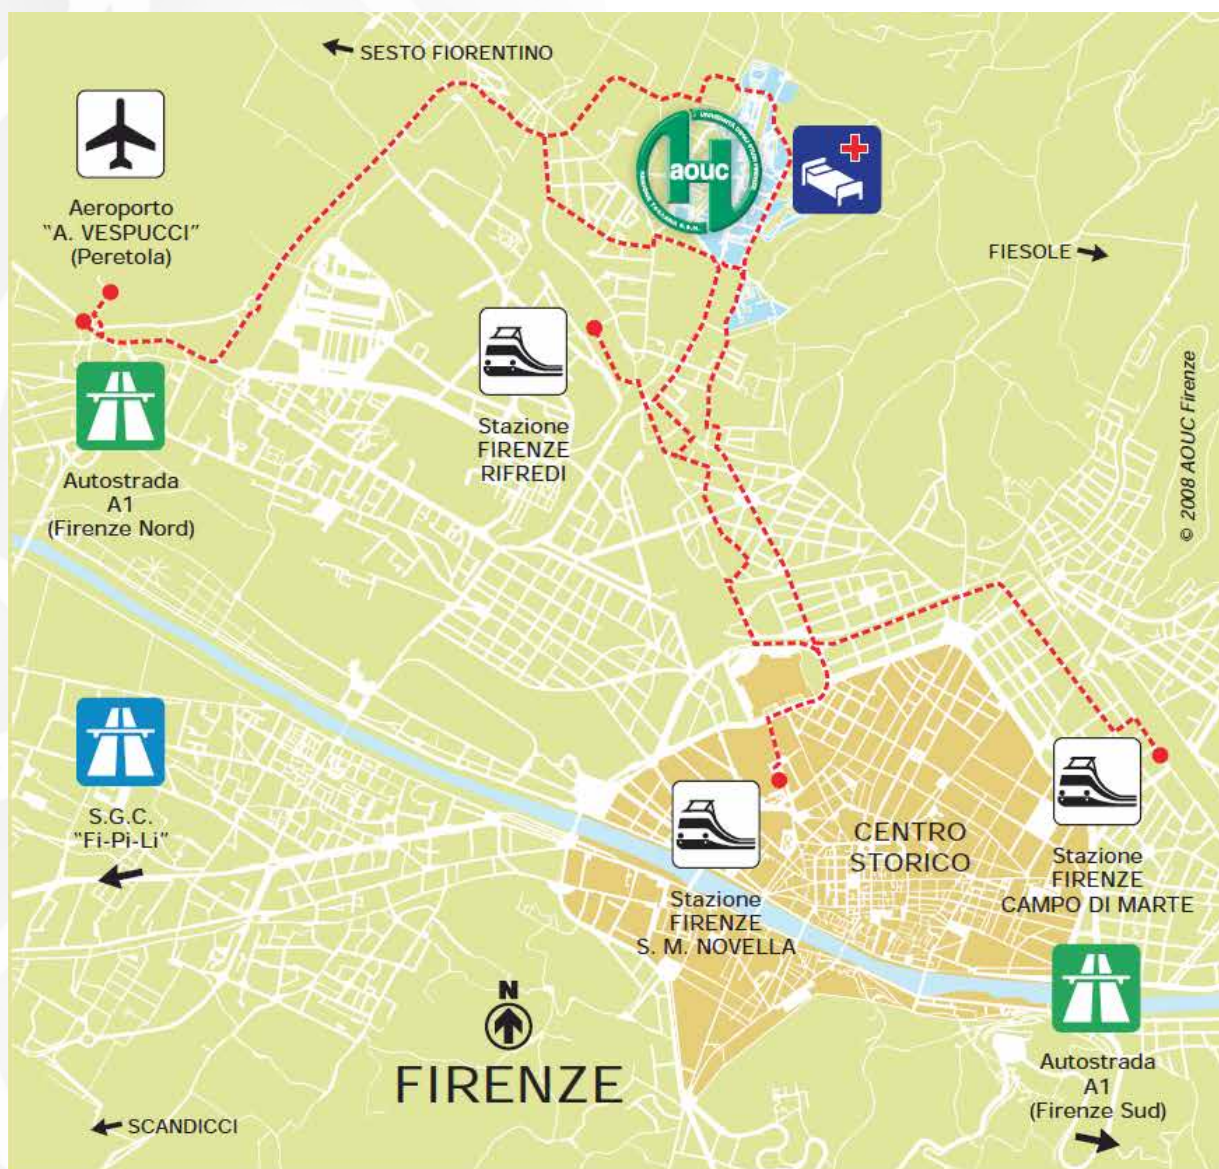 SESTO FIORENTINO
Aeroporto
"A. VESPUCCI"
(Peretola)
aouc
FIESOLE
Stazione
FIRENZE
RIFREDI
Autostrada
A1
(Firenze Nord)
© 2008 AOUC Firenze
S.G.C.
"Fi-Pi-Li"
CENTRO
STORICO
Stazione
FIRENZE
CAMPO DI MARTE
Stazione
FIRENZE
S. M. NOVELLA
N
FIRENZE
Autostrada
A1
(Firenze Sud)
SCANDICCI